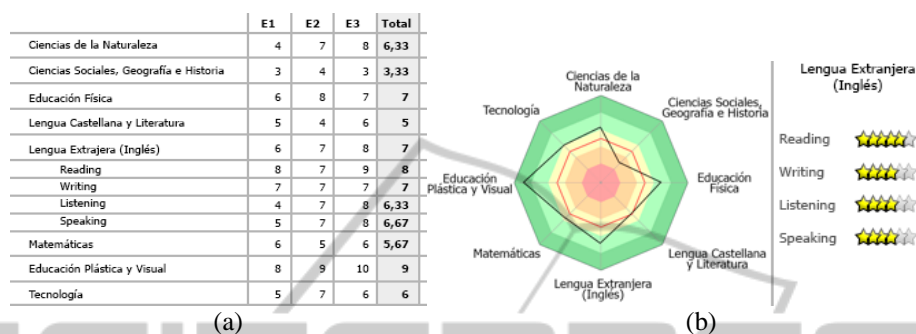 E1 E2 E3 Total
Ciencias de la Naturaleza 4 7 8 6,33
Ciencias Sociales, Geografía e Historia 3 4 3 3,33
Educación Física 6 8 7 7
Lengua Castellana y Literatura 5 4 6 5
Lengua Extrajera (Inglés) 6 7 8 7
Reading 8 7 9 8
Writing 7 7 7 7
Listening 4 7 8 6,33
Speaking 5 7 8 6,67
Matemáticas 6 5 6 5,67
Educación Plástica y Visual 8 9 10 9
Tecnología 5 7 6 6
(a)
Ciencias de la
Naturaleza
Ciencias Sociales,
Geografía e Historia
Educación
Física
Lengua Castellana
y Literatura
Lengua Extranjera
(Inglés)
Matemáticas
Educación
Plástica y Visual
Tecnología
Lengua Extranjera
(Inglés)
Reading
Writing
Listening
Speaking
(b)